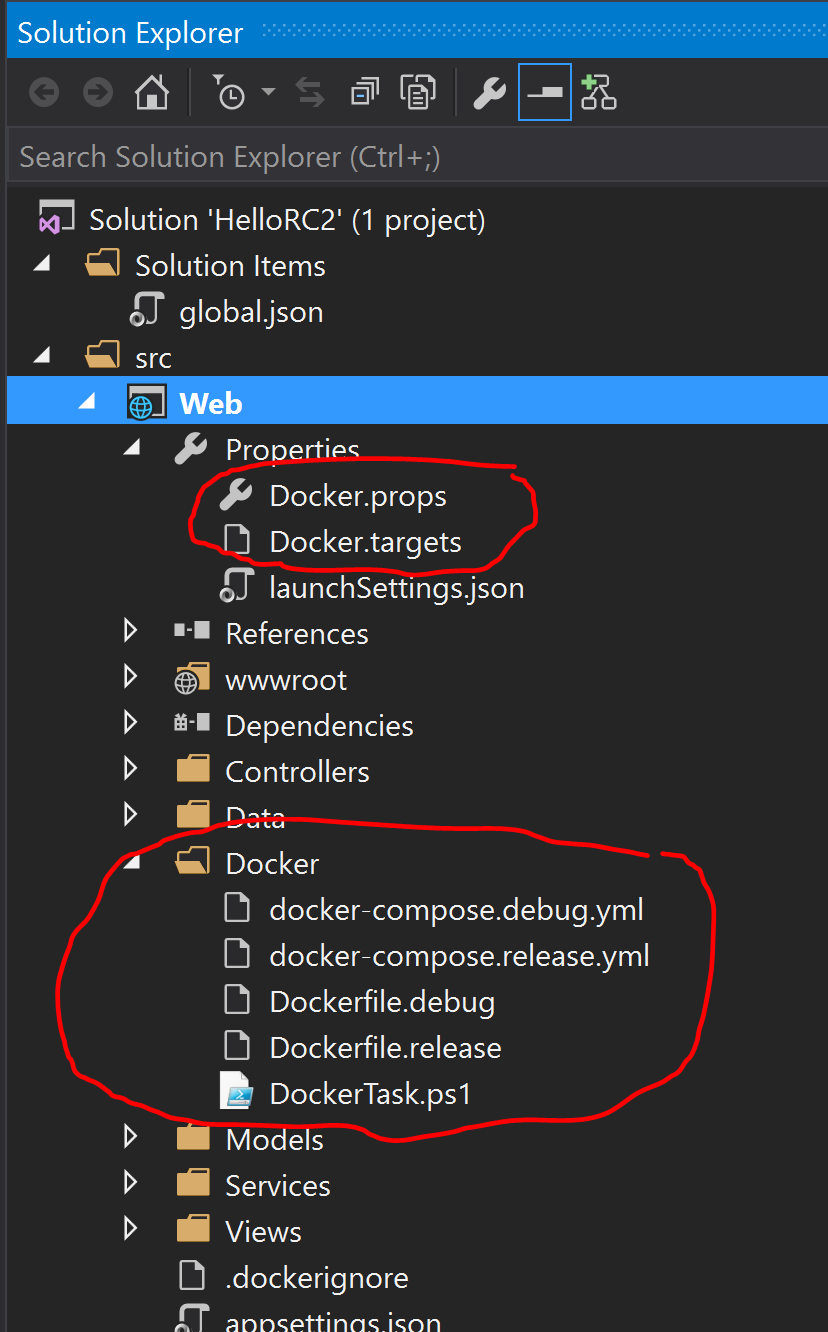 Solution Explorer
Search Solution Explorer (Ctrl+;)
Solution 'HelloRC2' (1 project)
Solution Items
global.json
src
Web
Properties
Docker.props
Docker.targets
launchSettings.json
References
wwwroot
Dependencies
Controllers
Data
Docker
docker-compose.debug.yml
docker-compose.release.yml
Dockerfile.debug
Dockerfile.release
DockerTask.ps1
Models
Services
Views
.dockerignore
appsettings.json